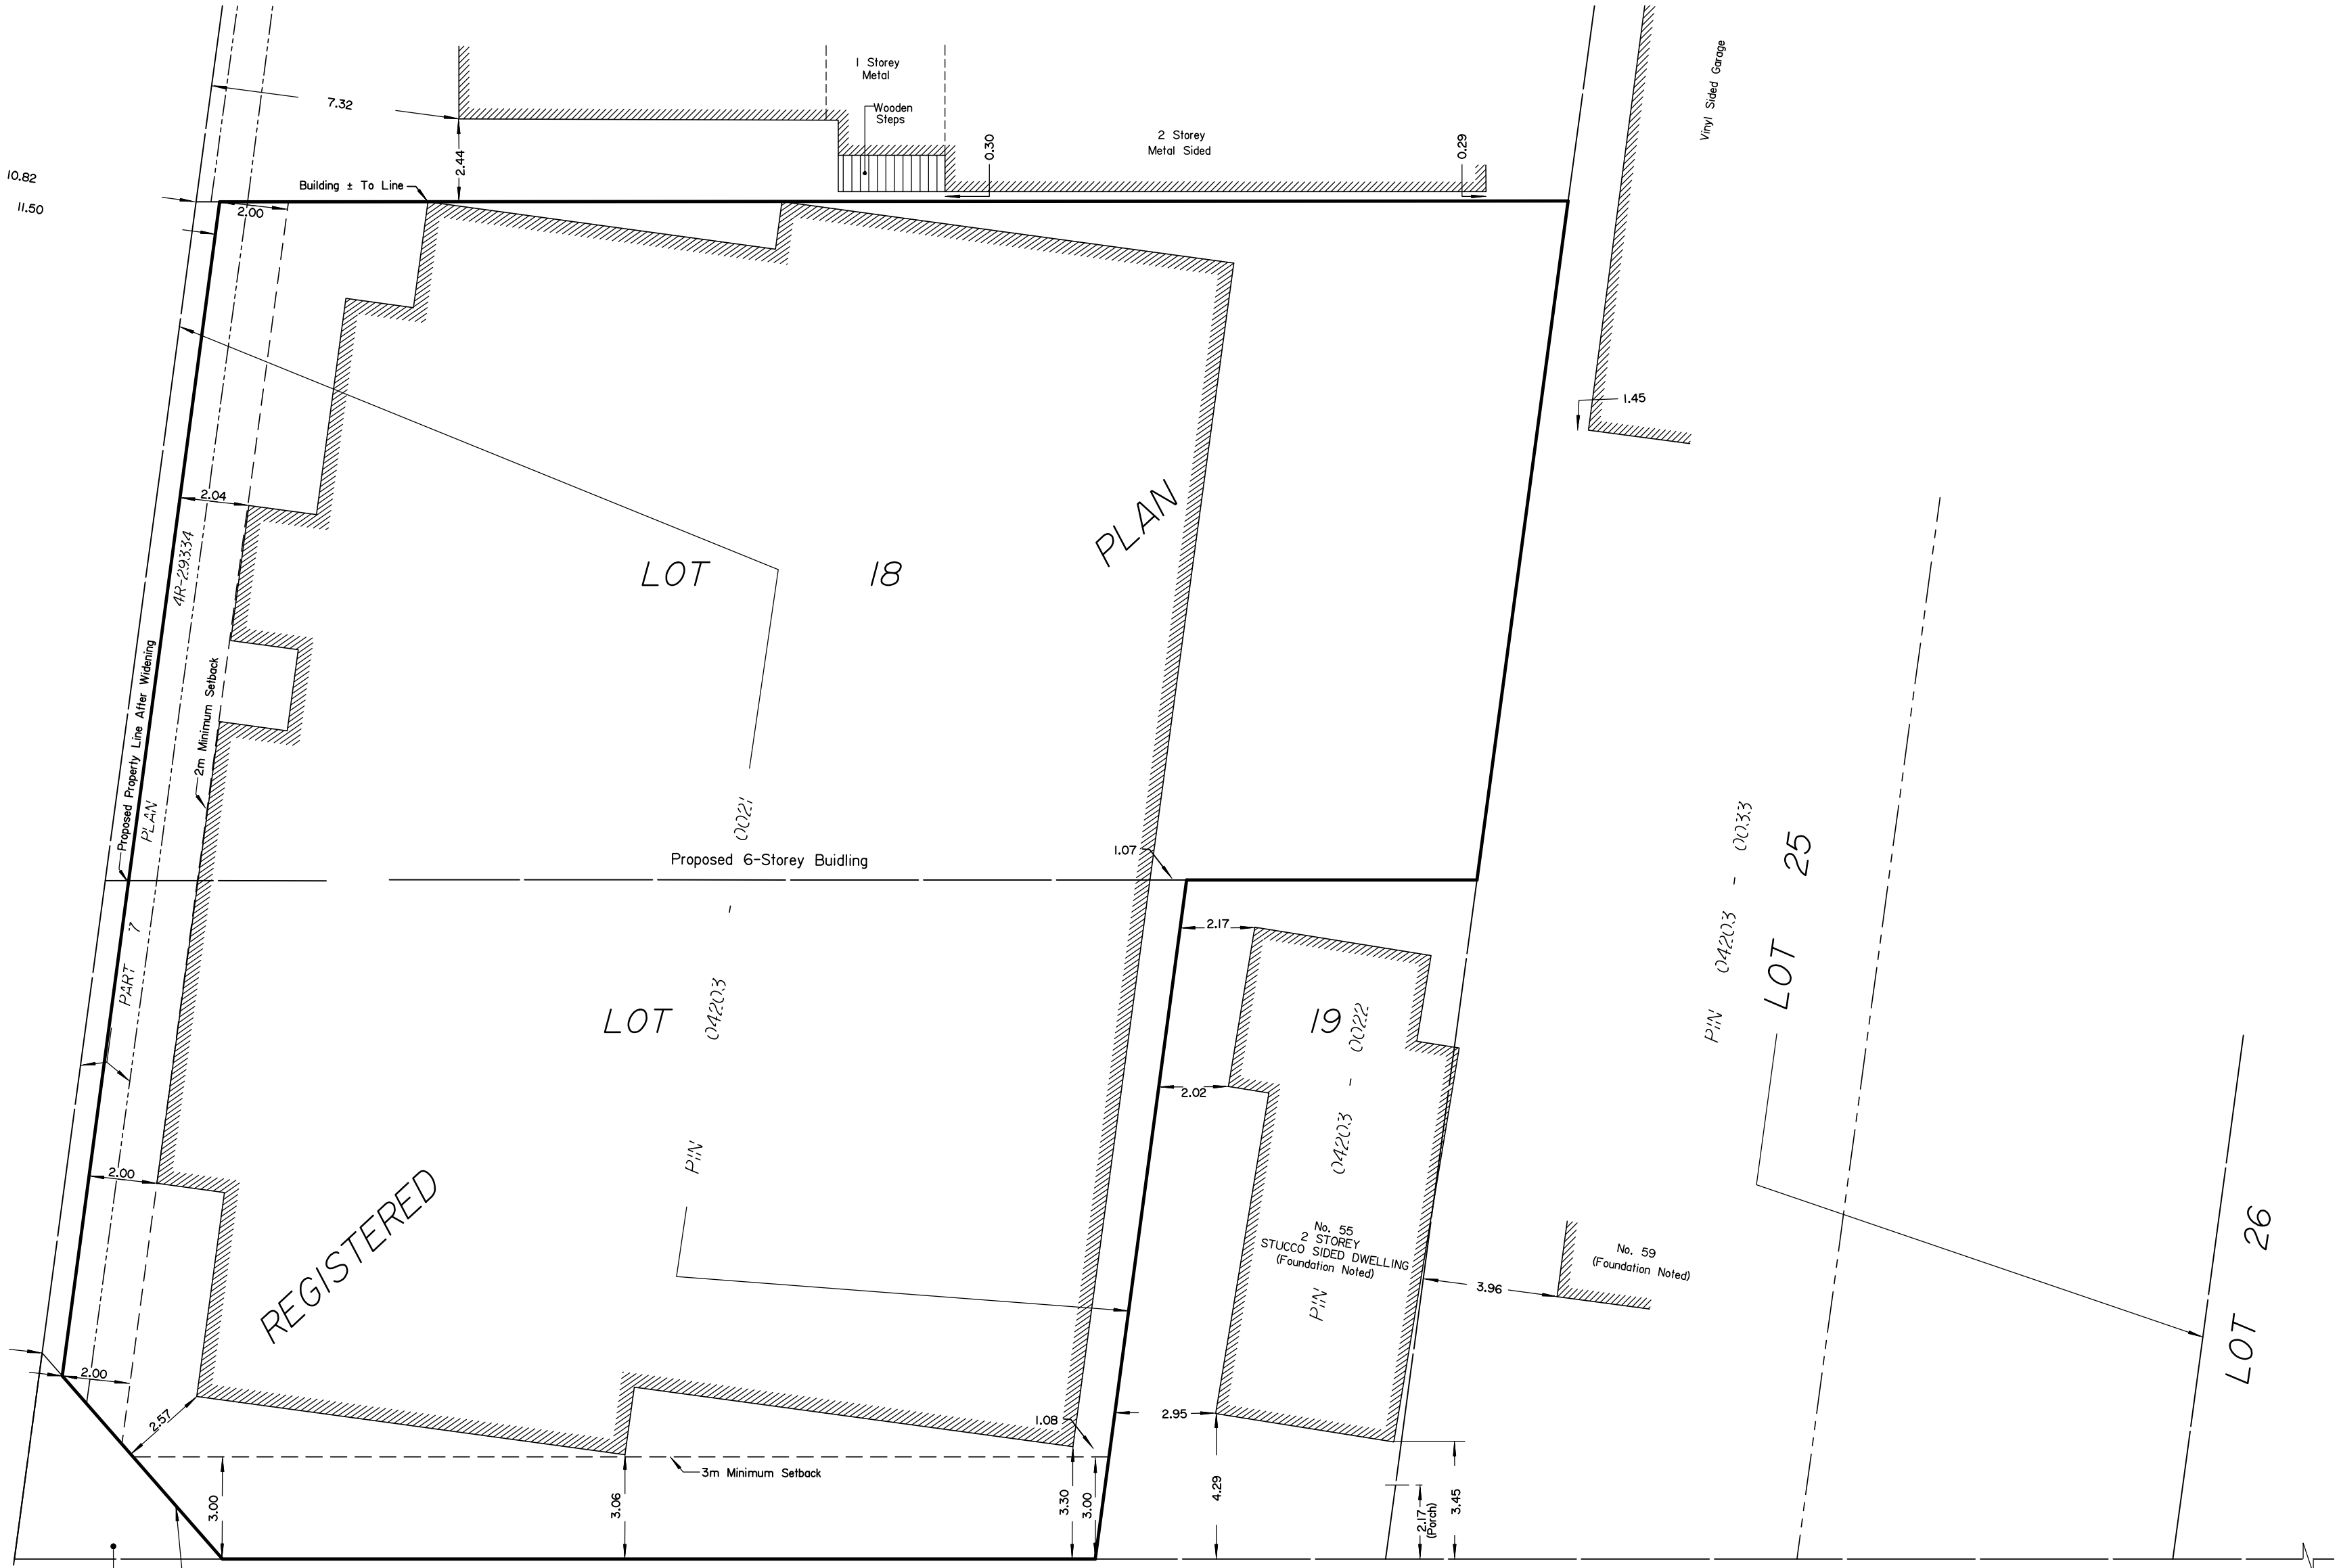 1 Storey
Metal
Vinyl Sided Garage
7.32
Wooden
Steps
2 Storey
Metal Sided
0.30
0.29
2.44
10.82
11.50
Building ± To Line
2.00
1.45
2.04
PLAN
4R-29334
LOT 18
Proposed Property Line After Widening
2m Minimum Setback
PLAN
PIN 04203 - 0021
Proposed 6-Storey Buidling
1.07
PIN 04203 - 0033
LOT 25
PART 7
2.17
LOT 19
PIN 04203 - 0022
2.02
2.00
REGISTERED
No. 55
2 STOREY
STUCCO SIDED DWELLING
(Foundation Noted)
No. 59
(Foundation Noted)
3.96
LOT 26
2.00
2.57
1.08
2.95
3m Minimum Setback
3.00
3.06
3.30
3.00
4.29
2.17
(Porch)
3.45